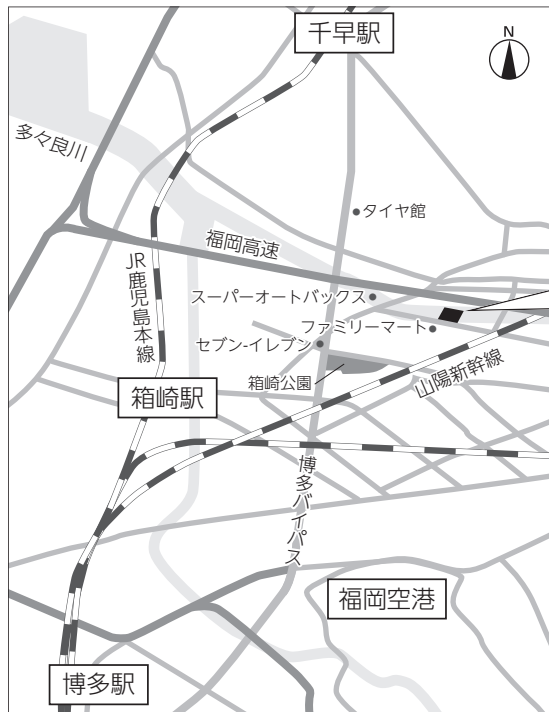 千早駅
N
多々良川
タイヤ館
福岡高速
JR鹿児島本線
スーパーオートバックス
ファミリーマート
セブン-イレブン
箱崎公園
山陽新幹線
箱崎駅
博多バイパス
福岡空港
博多駅